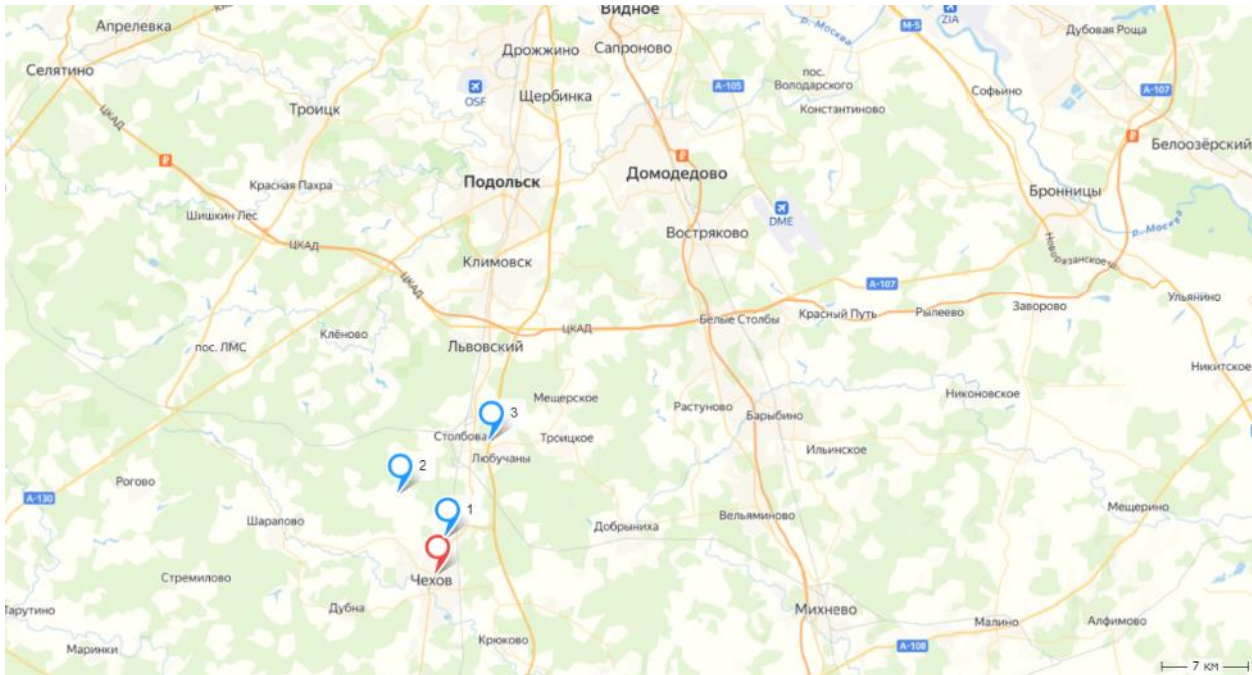 Видное
ZIA
Апрелевка
р. Москва
М-5
Дубовая Роща
Дрожжино
Сапроново
Селятино
пос.
Володарского
OSF
А-105
А-107
Щербинка
Софьино
Троицк
ЦКАД
Константиново
Белоозёрский
Домодедово
Подольск
Красная Пахра
Бронницы
Шишкин Лес
DME
р. Москва
Востряково
ЦКАД
Новорязанское ш.
Климовск
ЦКАД
А-107
Ульянино
Заворово
Красный Путь
Рылеево
Белые Столбы
ЦКАД
Клёново
пос. ЛМС
Львовский
Никитское
Никоновское
Мещерское
Растуново
Барыбино
3
Столбова
Троицкое
Ильинское
Любучаны
2
Рогово
А-130
1
Мещерино
Вельяминово
Шарапово
Добрыниха
Стремилово
Чехов
Дубна
Тарутино
Михнево
Малино
Алфимово
Крюково
Маринки
А-108
7 км